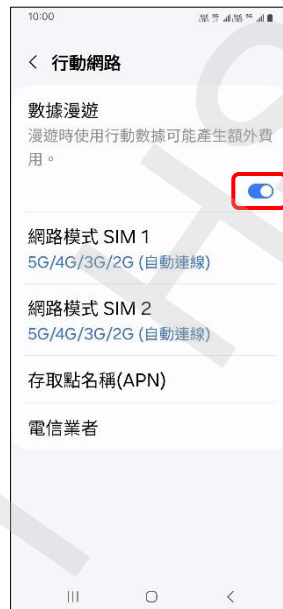 10:00
行動網路
數據漫遊
漫遊時使用行動數據可能產生額外費
用。
網路模式 SIM 1
5G/4G/3G/2G (自動連線)
網路模式 SIM 2
5G/4G/3G/2G (自動連線)
存取點名稱(APN)
電信業者